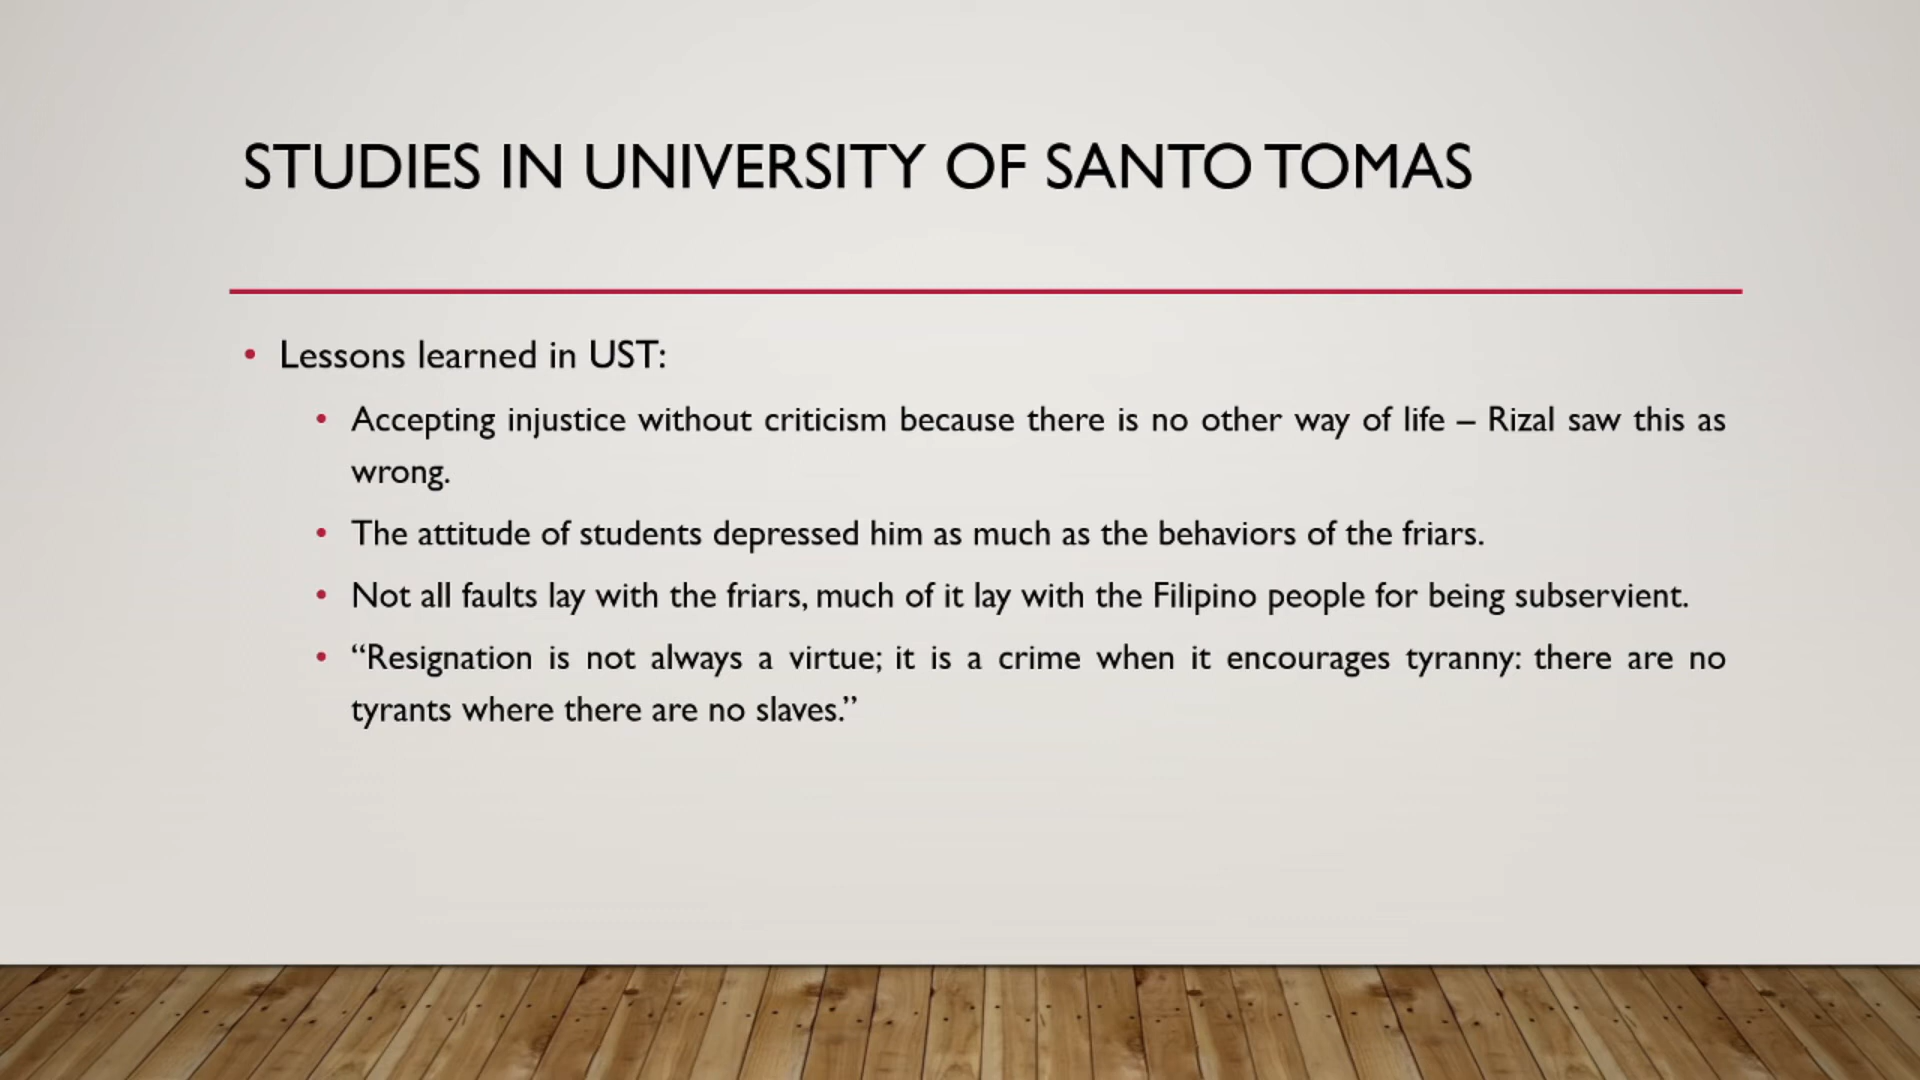 STUDIES IN UNIVERSITY OF SANTO TOMAS
• Lessons learned in UST:
• Accepting injustice without criticism because there is no other way of life – Rizal saw this as
wrong.
• The attitude of students depressed him as much as the behaviors of the friars.
• Not all faults lay with the friars, much of it lay with the Filipino people for being subservient.
• “Resignation is not always a virtue; it is a crime when it encourages tyranny: there are no
tyrants where there are no slaves.”